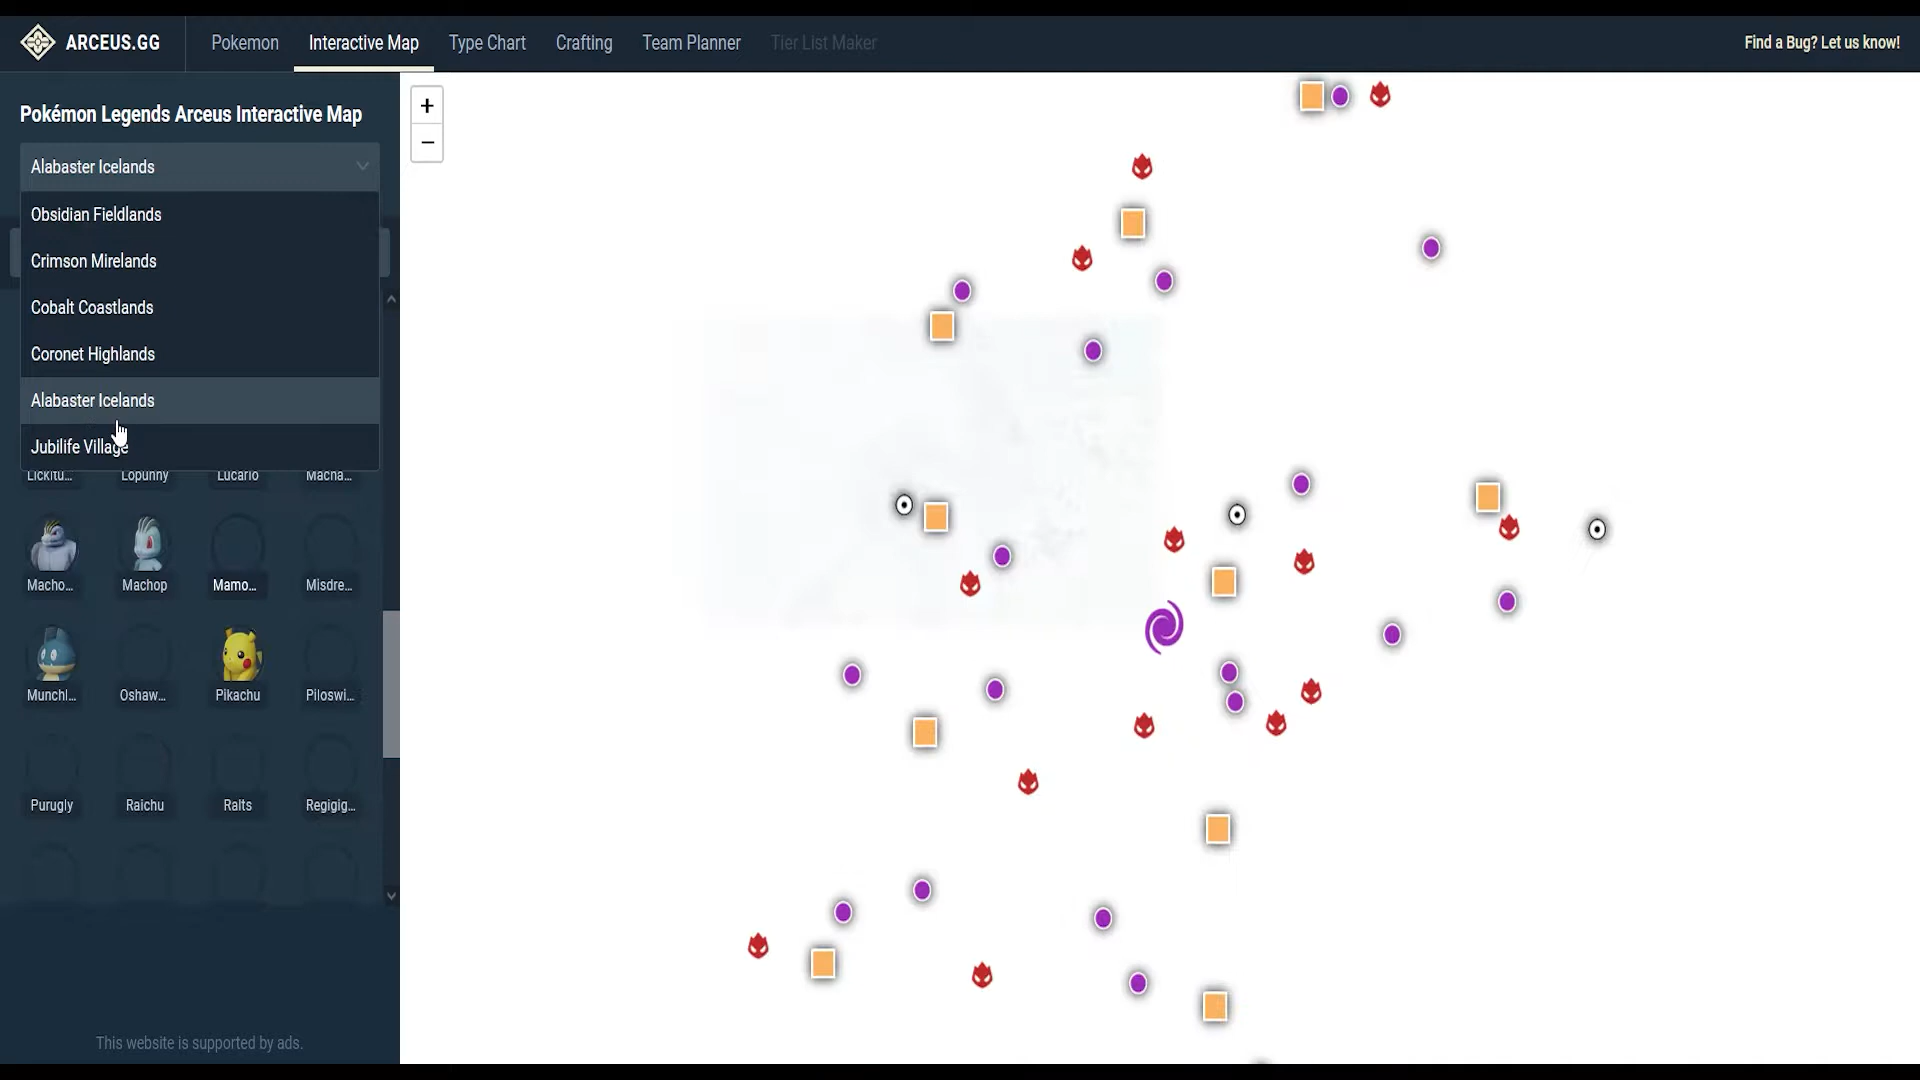 ARCEUS.GG
Pokemon
Interactive Map
Type Chart
Crafting
Team Planner
Tier List Maker
Find a Bug? Let us know!
Pokémon Legends Arceus Interactive Map
Alabaster Icelands
Obsidian Fieldlands
Crimson Mirelands
Cobalt Coastlands
Coronet Highlands
Alabaster Icelands
Jubilife Village
Lickitu... Lopunny Lucario Macha...
Macho... Machop Mamo... Misdre...
Munchl... Oshaw... Pikachu Piloswi...
Purugly Raichu Ralts Regigig...
This website is supported by ads.